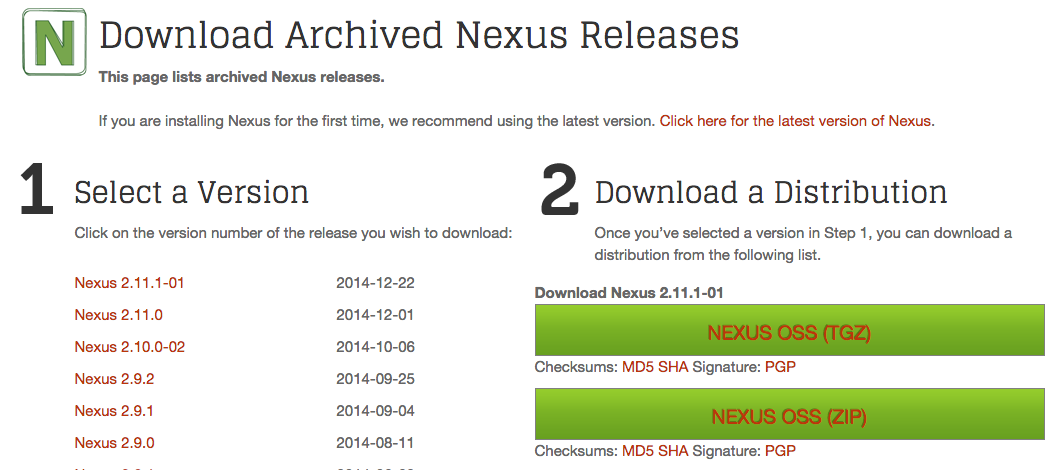 N
Download Archived Nexus Releases
This page lists archived Nexus releases.
If you are installing Nexus for the first time, we recommend using the latest version. Click here for the latest version of Nexus.
1 Select a Version
Click on the version number of the release you wish to download:
Nexus 2.11.1-01 2014-12-22
Nexus 2.11.0 2014-12-01
Nexus 2.10.0-02 2014-10-06
Nexus 2.9.2 2014-09-25
Nexus 2.9.1 2014-09-04
Nexus 2.9.0 2014-08-11
2 Download a Distribution
Once you’ve selected a version in Step 1, you can download a
distribution from the following list.
Download Nexus 2.11.1-01
NEXUS OSS (TGZ)
Checksums: MD5 SHA Signature: PGP
NEXUS OSS (ZIP)
Checksums: MD5 SHA Signature: PGP